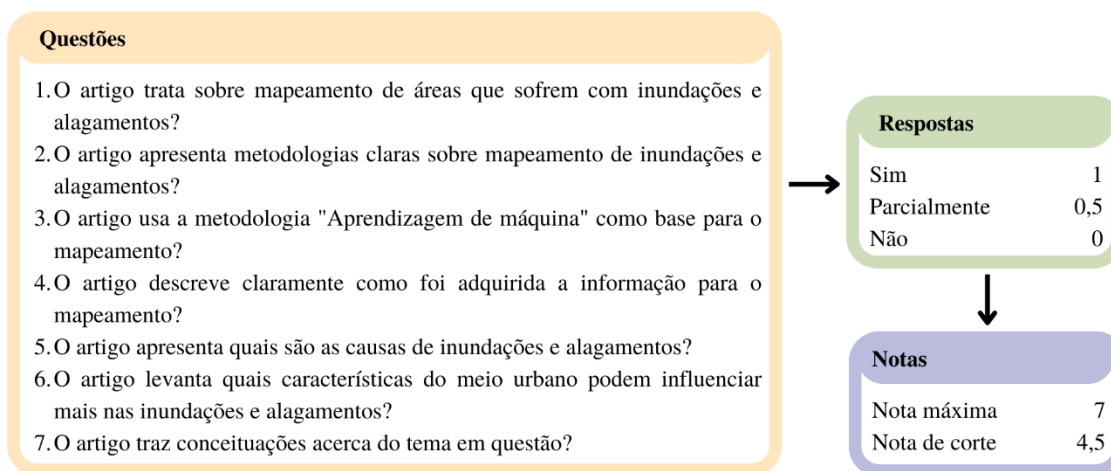 Questões
1. O artigo trata sobre mapeamento de áreas que sofrem com inundações e
alagamentos?
2. O artigo apresenta metodologias claras sobre mapeamento de inundações e
alagamentos?
3. O artigo usa a metodologia "Aprendizagem de máquina" como base para o
mapeamento?
4. O artigo descreve claramente como foi adquirida a informação para o
mapeamento?
5. O artigo apresenta quais são as causas de inundações e alagamentos?
6. O artigo levanta quais características do meio urbano podem influenciar
mais nas inundações e alagamentos?
7. O artigo traz conceituações acerca do tema em questão?
Respostas
Sim 1
Parcialmente 0,5
Não 0
Notas
Nota máxima 7
Nota de corte 4,5